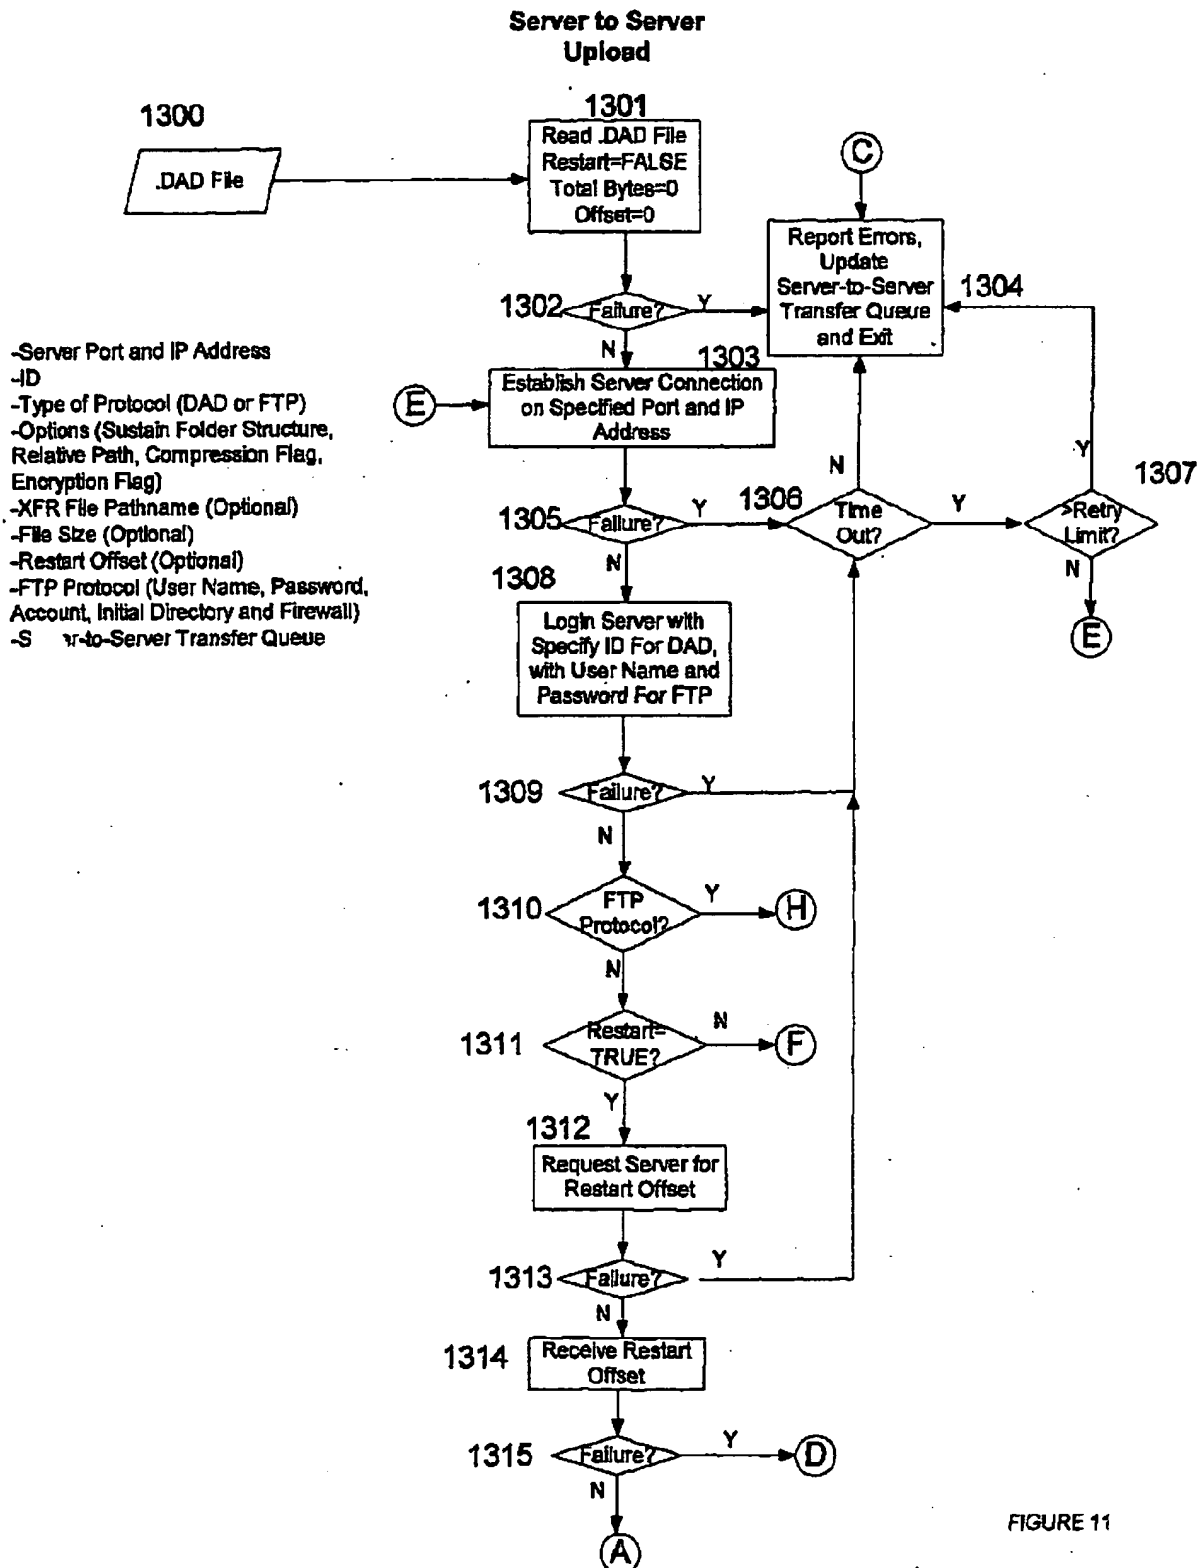 Server to Server
Upload
1300
.DAD File
1301
Read .DAD File
Restart=FALSE
Total Bytes=0
Offset=0
C
Report Errors,
Update
Server-to-Server
Transfer Queue
and Exit
1304
1302
Failure?
Y
N
-Server Port and IP Address
-ID
-Type of Protocol (DAD or FTP)
-Options (Sustain Folder Structure,
Relative Path, Compression Flag,
Encryption Flag)
-XFR File Pathname (Optional)
-File Size (Optional)
-Restart Offset (Optional)
-FTP Protocol (User Name, Password,
Account, Initial Directory and Firewall)
-S r-to-Server Transfer Queue
1303
E
Establish Server Connection
on Specified Port and IP
Address
1305
Failure?
Y
N
1306
Time
Out?
N
Y
1307
>Retry
Limit?
Y
N
E
1308
Login Server with
Specify ID For DAD,
with User Name and
Password For FTP
1309
Failure?
Y
N
1310
FTP
Protocol?
Y
H
N
1311
Restart=
TRUE?
N
F
Y
1312
Request Server for
Restart Offset
1313
Failure?
Y
N
1314
Receive Restart
Offset
1315
Failure?
Y
D
N
A
FIGURE 11